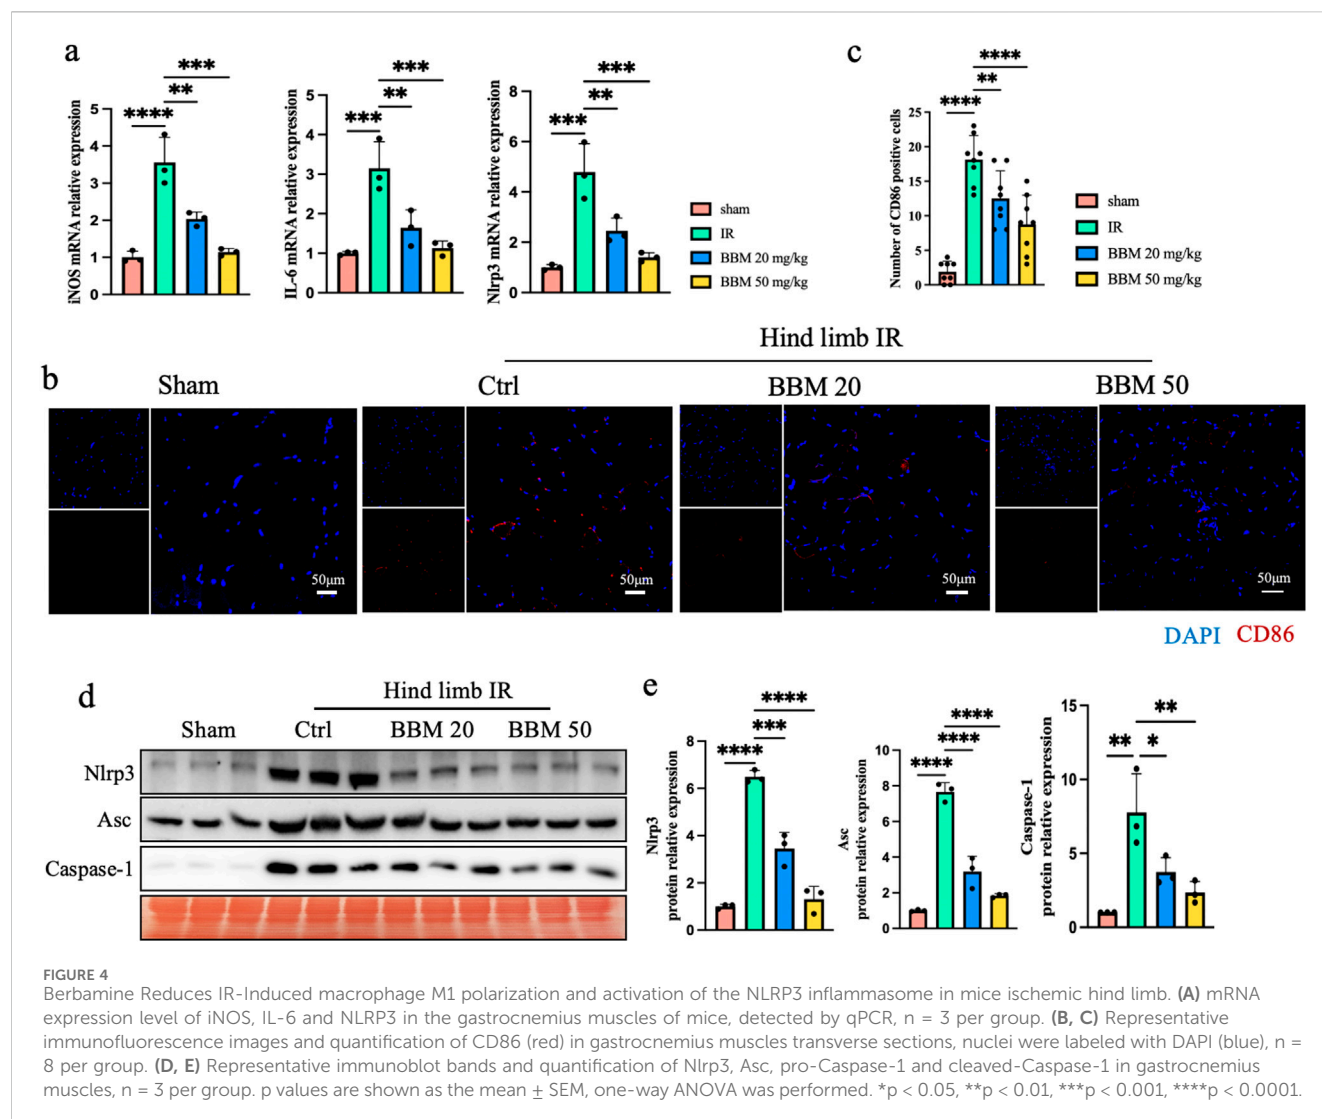 a
iNOS mRNA relative expression
5
4
3
2
1
0
****
**
***
IL-6 mRNA relative expression
5
4
3
2
1
0
***
**
***
Nlrp3 mRNA relative expression
8
6
4
2
0
***
**
***
sham
IR
BBM 20 mg/kg
BBM 50 mg/kg
c
Number of CD86 positive cells
25
20
15
10
5
0
****
**
****
sham
IR
BBM 20 mg/kg
BBM 50 mg/kg
Hind limb IR
b
Sham
Ctrl
BBM 20
BBM 50
50μm
50μm
50μm
50μm
DAPI CD86
d
Hind limb IR
Sham
Ctrl
BBM 20
BBM 50
Nlrp3
Asc
Caspase-1
e
Nlrp3
protein relative expression
8
6
4
2
0
****
***
****
Asc
protein relative expression
10
8
6
4
2
0
****
****
****
Caspase-1
protein relative expression
15
10
5
0
**
*
**
FIGURE 4
Berbamine Reduces IR-Induced macrophage M1 polarization and activation of the NLRP3 inflammasome in mice ischemic hind limb. (A) mRNA
expression level of iNOS, IL-6 and NLRP3 in the gastrocnemius muscles of mice, detected by qPCR, n = 3 per group. (B, C) Representative
immunofluorescence images and quantification of CD86 (red) in gastrocnemius muscles transverse sections, nuclei were labeled with DAPI (blue), n =
8 per group. (D, E) Representative immunoblot bands and quantification of Nlrp3, Asc, pro-Caspase-1 and cleaved-Caspase-1 in gastrocnemius
muscles, n = 3 per group. p values are shown as the mean ± SEM, one-way ANOVA was performed. *p < 0.05, **p < 0.01, ***p < 0.001, ****p < 0.0001.